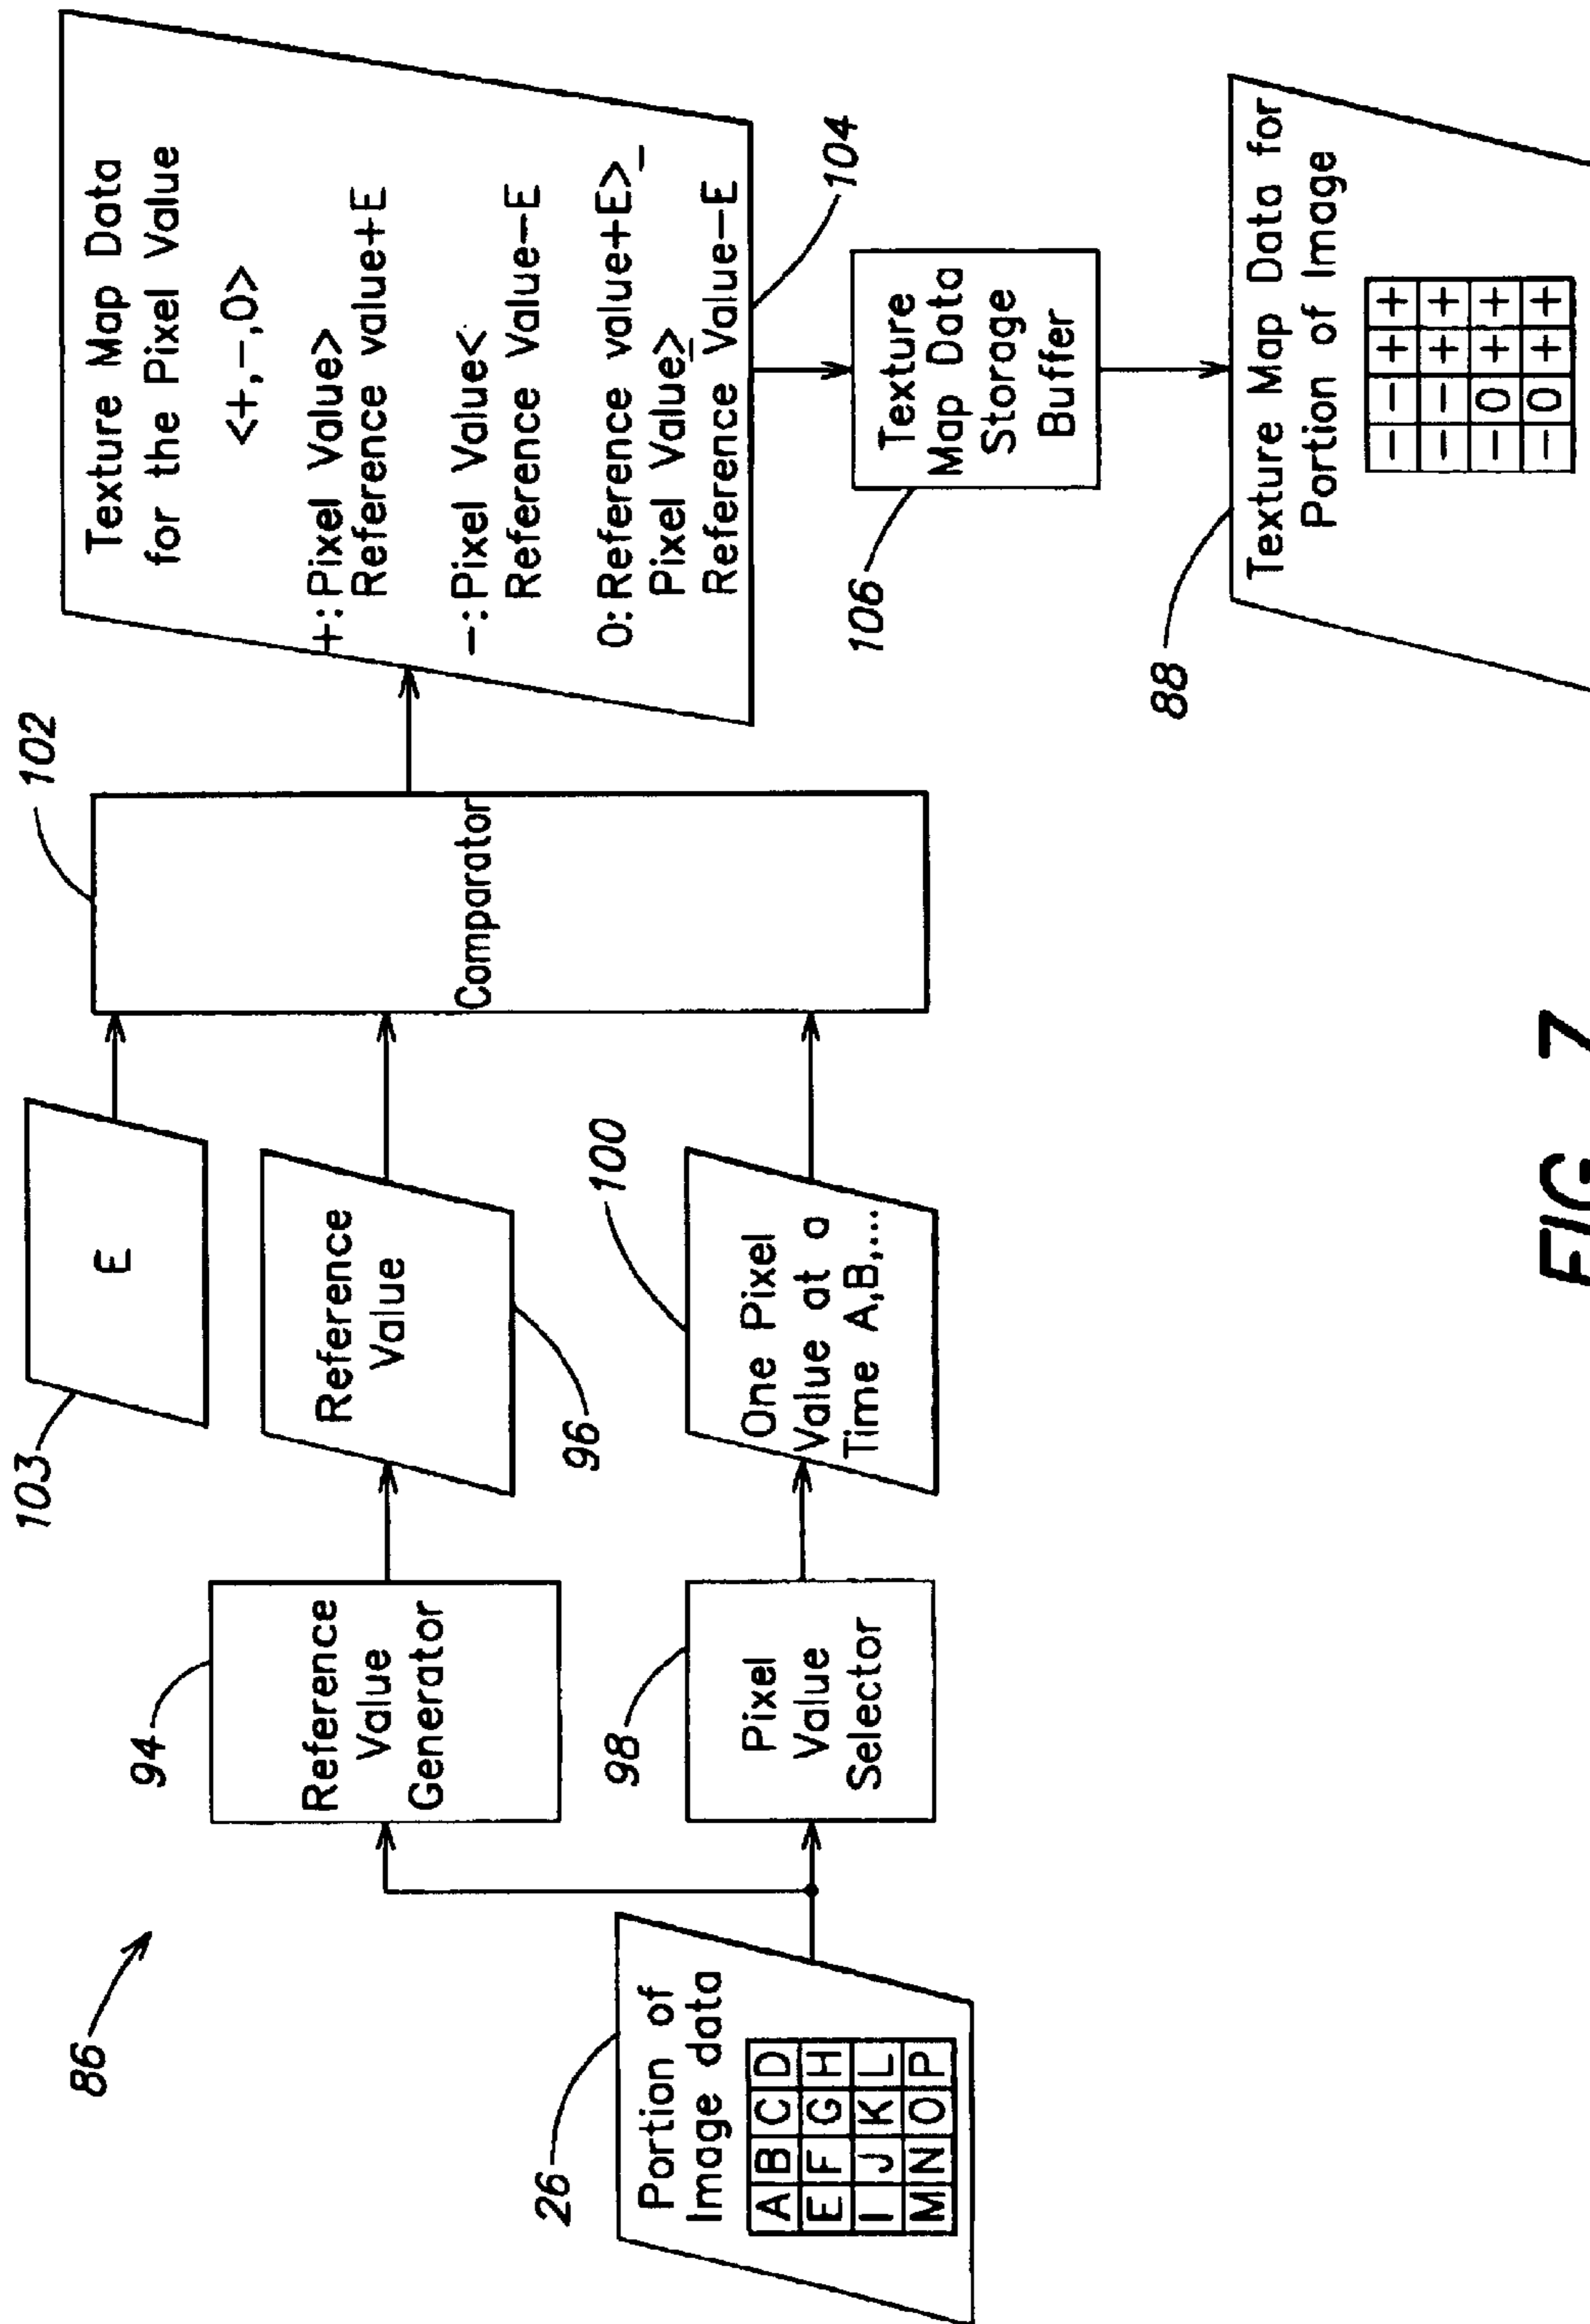 86
26
Portion of
Image data
A B C D
E F G H
I J K L
M N O P
94
Reference
Value
Generator
98
Pixel
Value
Selector
103
E
Reference
Value
96
100
One Pixel
Value at a
Time A,B,...
102
Comparator
Texture Map Data
for the Pixel Value
<+,−,0>
+:Pixel Value>
Reference value+E
−:Pixel Value<
Reference Value−E
0:Reference value+E>_
Pixel Value>_
Reference Value−E
104
106
Texture
Map Data
Storage
Buffer
88
Texture Map Data for
Portion of Image
− − + +
− − + +
− 0 + +
− 0 + +
FIG. 7